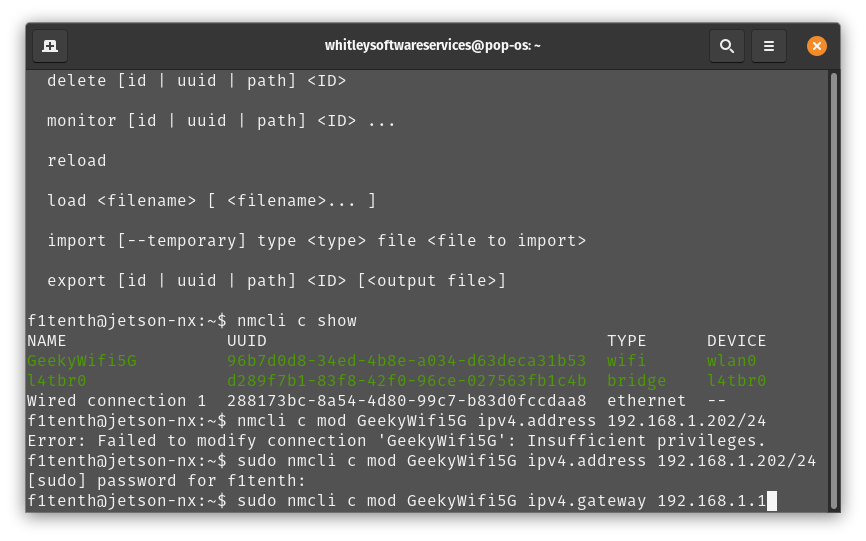 whitleysoftwareservices@pop-os: ~
delete [id | uuid | path] <ID>
monitor [id | uuid | path] <ID> ...
reload
load <filename> [ <filename>... ]
import [--temporary] type <type> file <file to import>
export [id | uuid | path] <ID> [<output file>]
f1tenth@jetson-nx:~$ nmcli c show
NAME UUID TYPE DEVICE
GeekyWifi5G 96b7d0d8-34ed-4b8e-a034-d63deca31b53 wifi wlan0
l4tbr0 d289f7b1-83f8-42f0-96ce-027563fb1c4b bridge l4tbr0
Wired connection 1 288173bc-8a54-4d80-99c7-b83d0fccdaa8 ethernet --
f1tenth@jetson-nx:~$ nmcli c mod GeekyWifi5G ipv4.address 192.168.1.202/24
Error: Failed to modify connection 'GeekyWifi5G': Insufficient privileges.
f1tenth@jetson-nx:~$ sudo nmcli c mod GeekyWifi5G ipv4.address 192.168.1.202/24
[sudo] password for f1tenth:
f1tenth@jetson-nx:~$ sudo nmcli c mod GeekyWifi5G ipv4.gateway 192.168.1.1